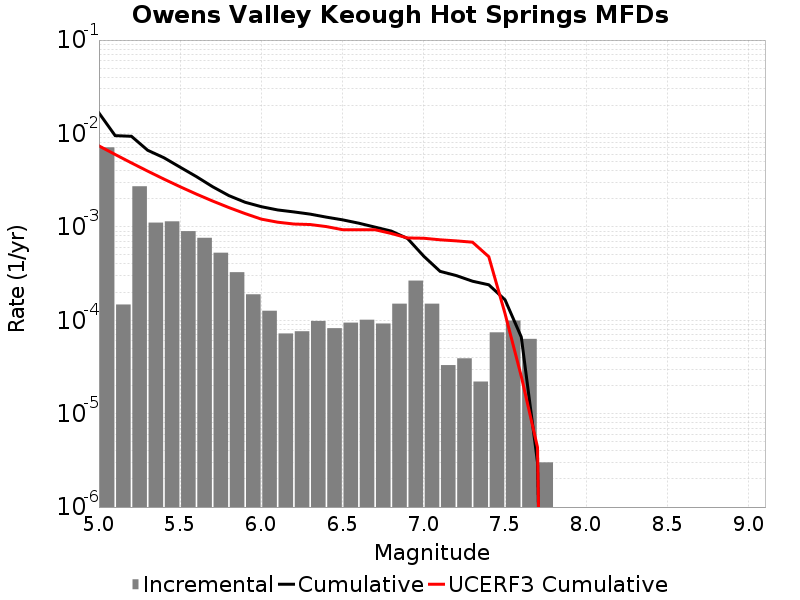 Owens Valley Keough Hot Springs MFDs
10^-1
10^-2
10^-3
10^-4
10^-5
10^-6
Rate (1/yr)
5.0 5.5 6.0 6.5 7.0 7.5 8.0 8.5 9.0
Magnitude
Incremental Cumulative UCERF3 Cumulative